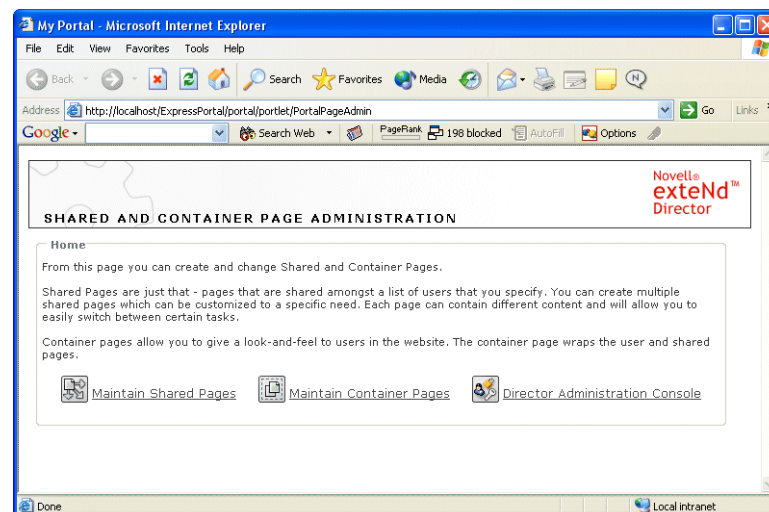 My Portal - Microsoft Internet Explorer
File Edit View Favorites Tools Help
Back Search Favorites Media
Address http://localhost/ExpressPortal/portal/portlet/PortalPageAdmin Go Links
Google Search Web PageRank 198 blocked AutoFill Options
Novell®
exteNd™
Director
SHARED AND CONTAINER PAGE ADMINISTRATION
Home
From this page you can create and change Shared and Container Pages.
Shared Pages are just that - pages that are shared amongst a list of users that you specify. You can create multiple
shared pages which can be customized to a specific need. Each page can contain different content and will allow you to
easily switch between certain tasks.
Container pages allow you to give a look-and-feel to users in the website. The container page wraps the user and shared
pages.
Maintain Shared Pages Maintain Container Pages Director Administration Console
Done Local intranet